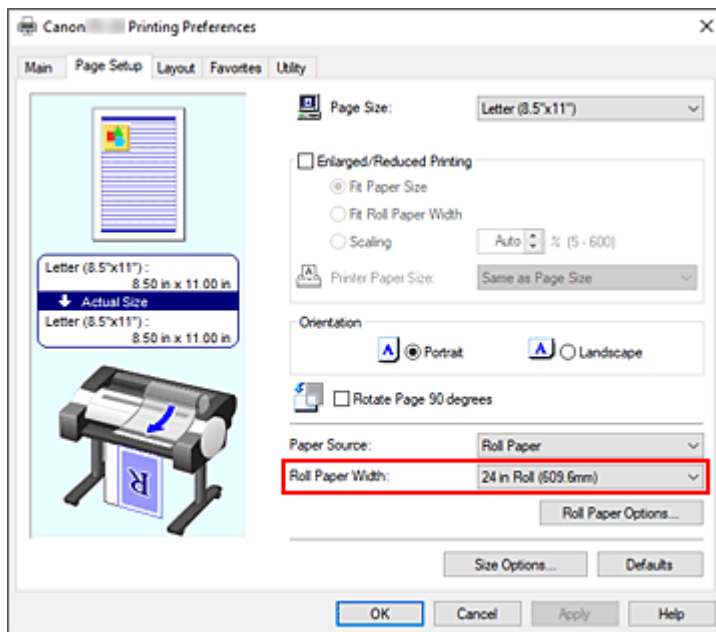 Canon Printing Preferences
Main Page Setup Layout Favorites Utility
Page Size: Letter (8.5"x11")
Enlarged/Reduced Printing
Fit Paper Size
Fit Roll Paper Width
Scaling Auto % (5 - 600)
Printer Paper Size: Same as Page Size
Letter (8.5"x11") :
8.50 in x 11.00 in
Actual Size
Letter (8.5"x11") :
8.50 in x 11.00 in
Orientation
A Portrait A Landscape
Rotate Page 90 degrees
Paper Source: Roll Paper
Roll Paper Width: 24 in Roll (609.6mm)
R
Roll Paper Options...
Size Options... Defaults
OK Cancel Apply Help